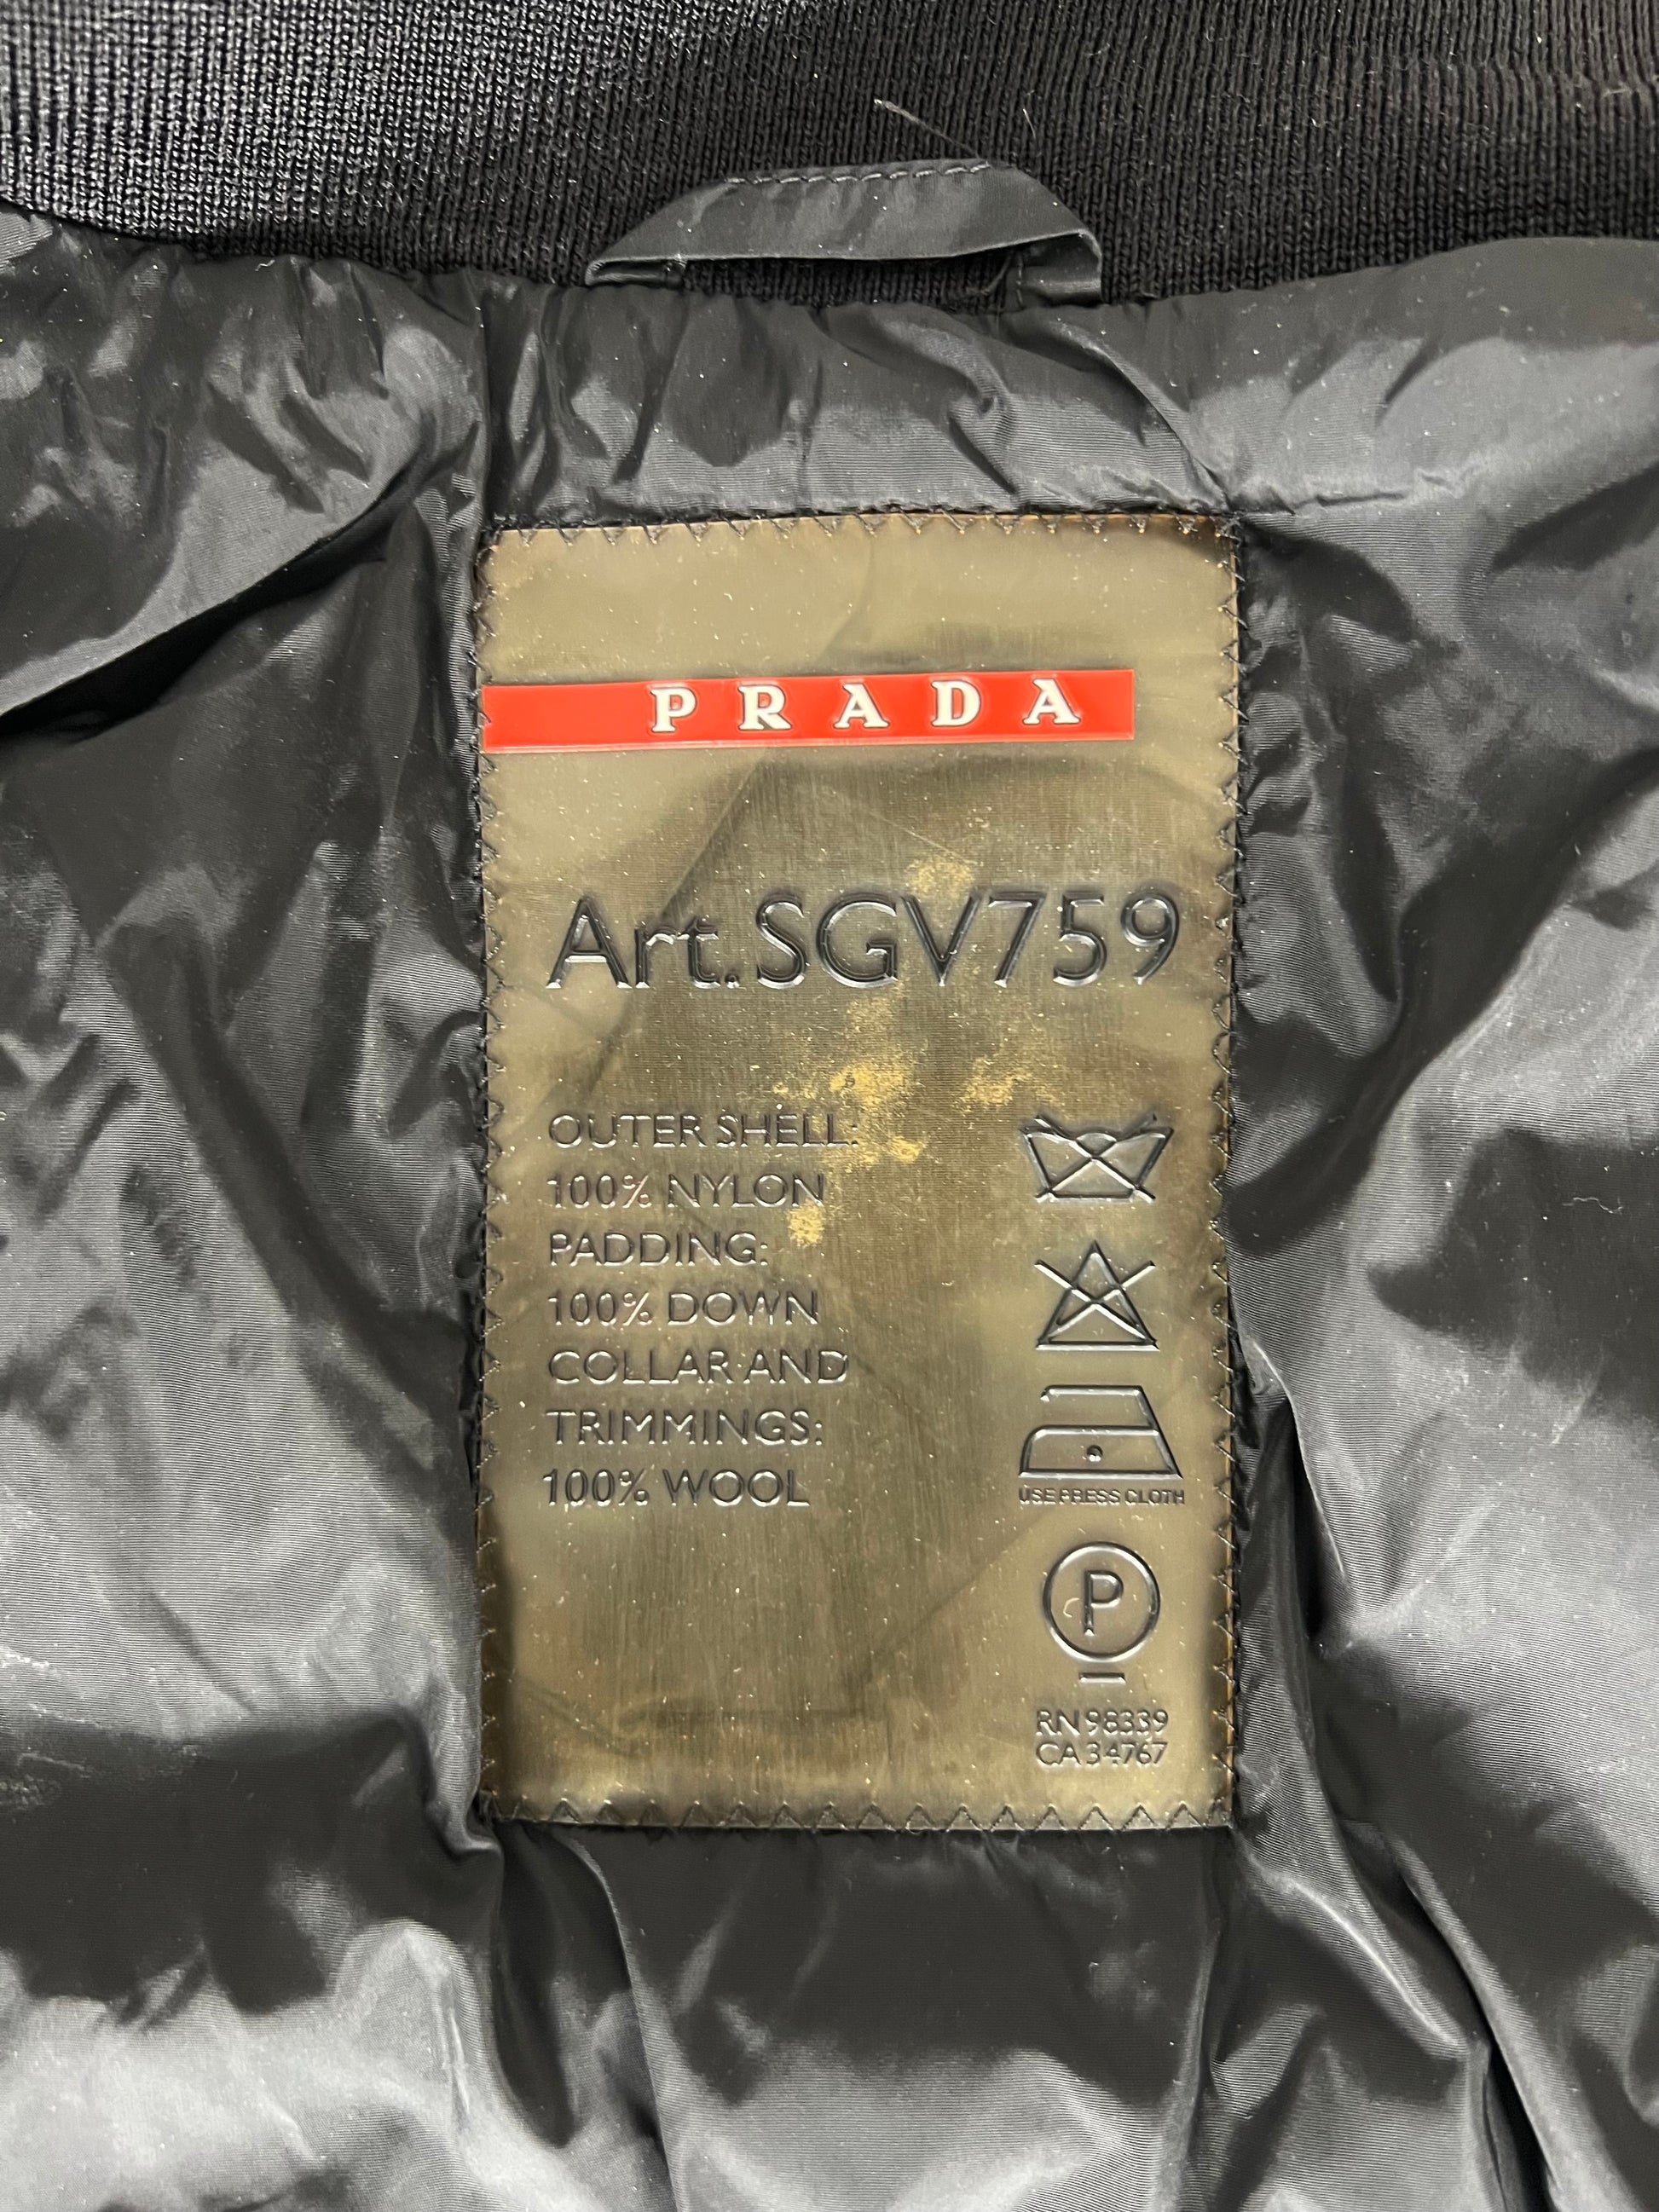 PRADA
Art.SGV759
OUTER SHELL:
100% NYLON
PADDING:
100% DOWN
COLLAR AND
TRIMMINGS:
100% WOOL
USE PRESS CLOTH
P
RN 98339
CA 34767